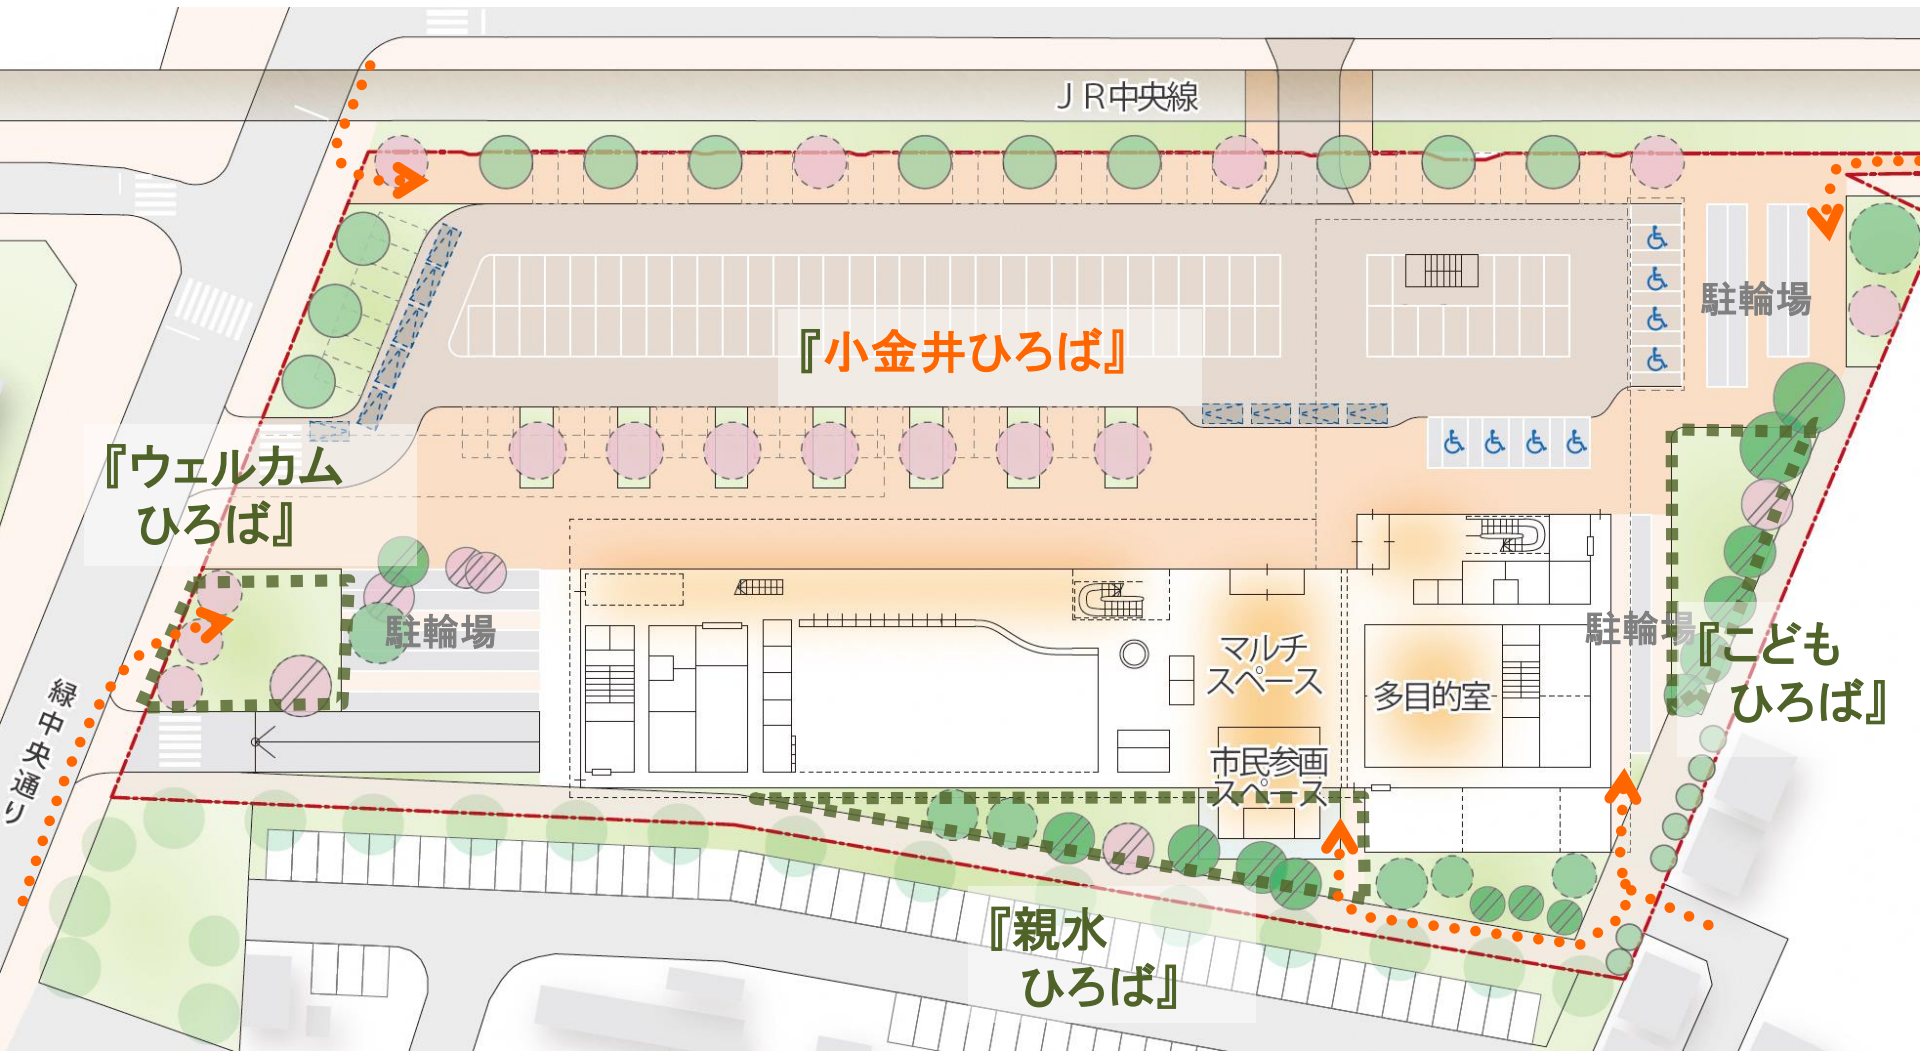 ＪＲ中央線
駐輪場
『小金井ひろば』
『ウェルカム
ひろば』
駐輪場
マルチ
スペース
多目的室
駐輪場
『こども
ひろば』
緑中央通り
市民参画
スペース
『親水
ひろば』